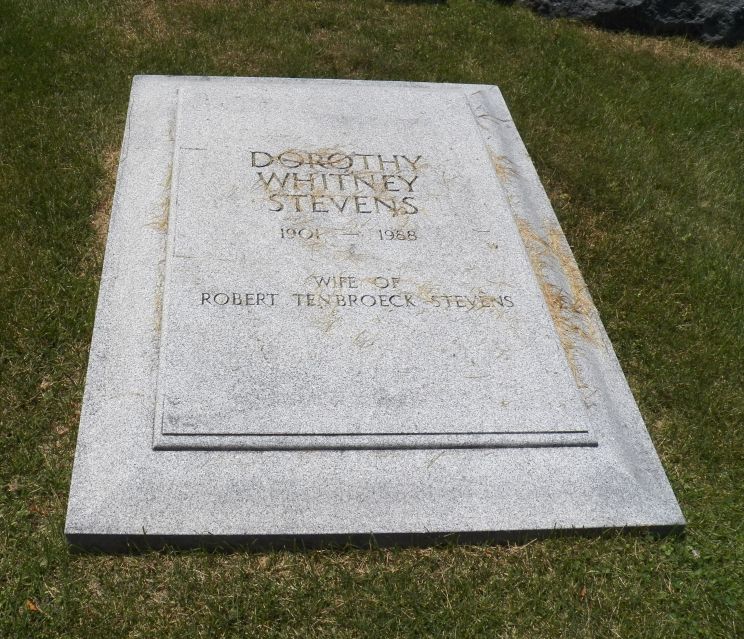 DOROTHY
WHITNEY
STEVENS
1901 — 1988
WIFE OF
ROBERT TENBROECK STEVENS